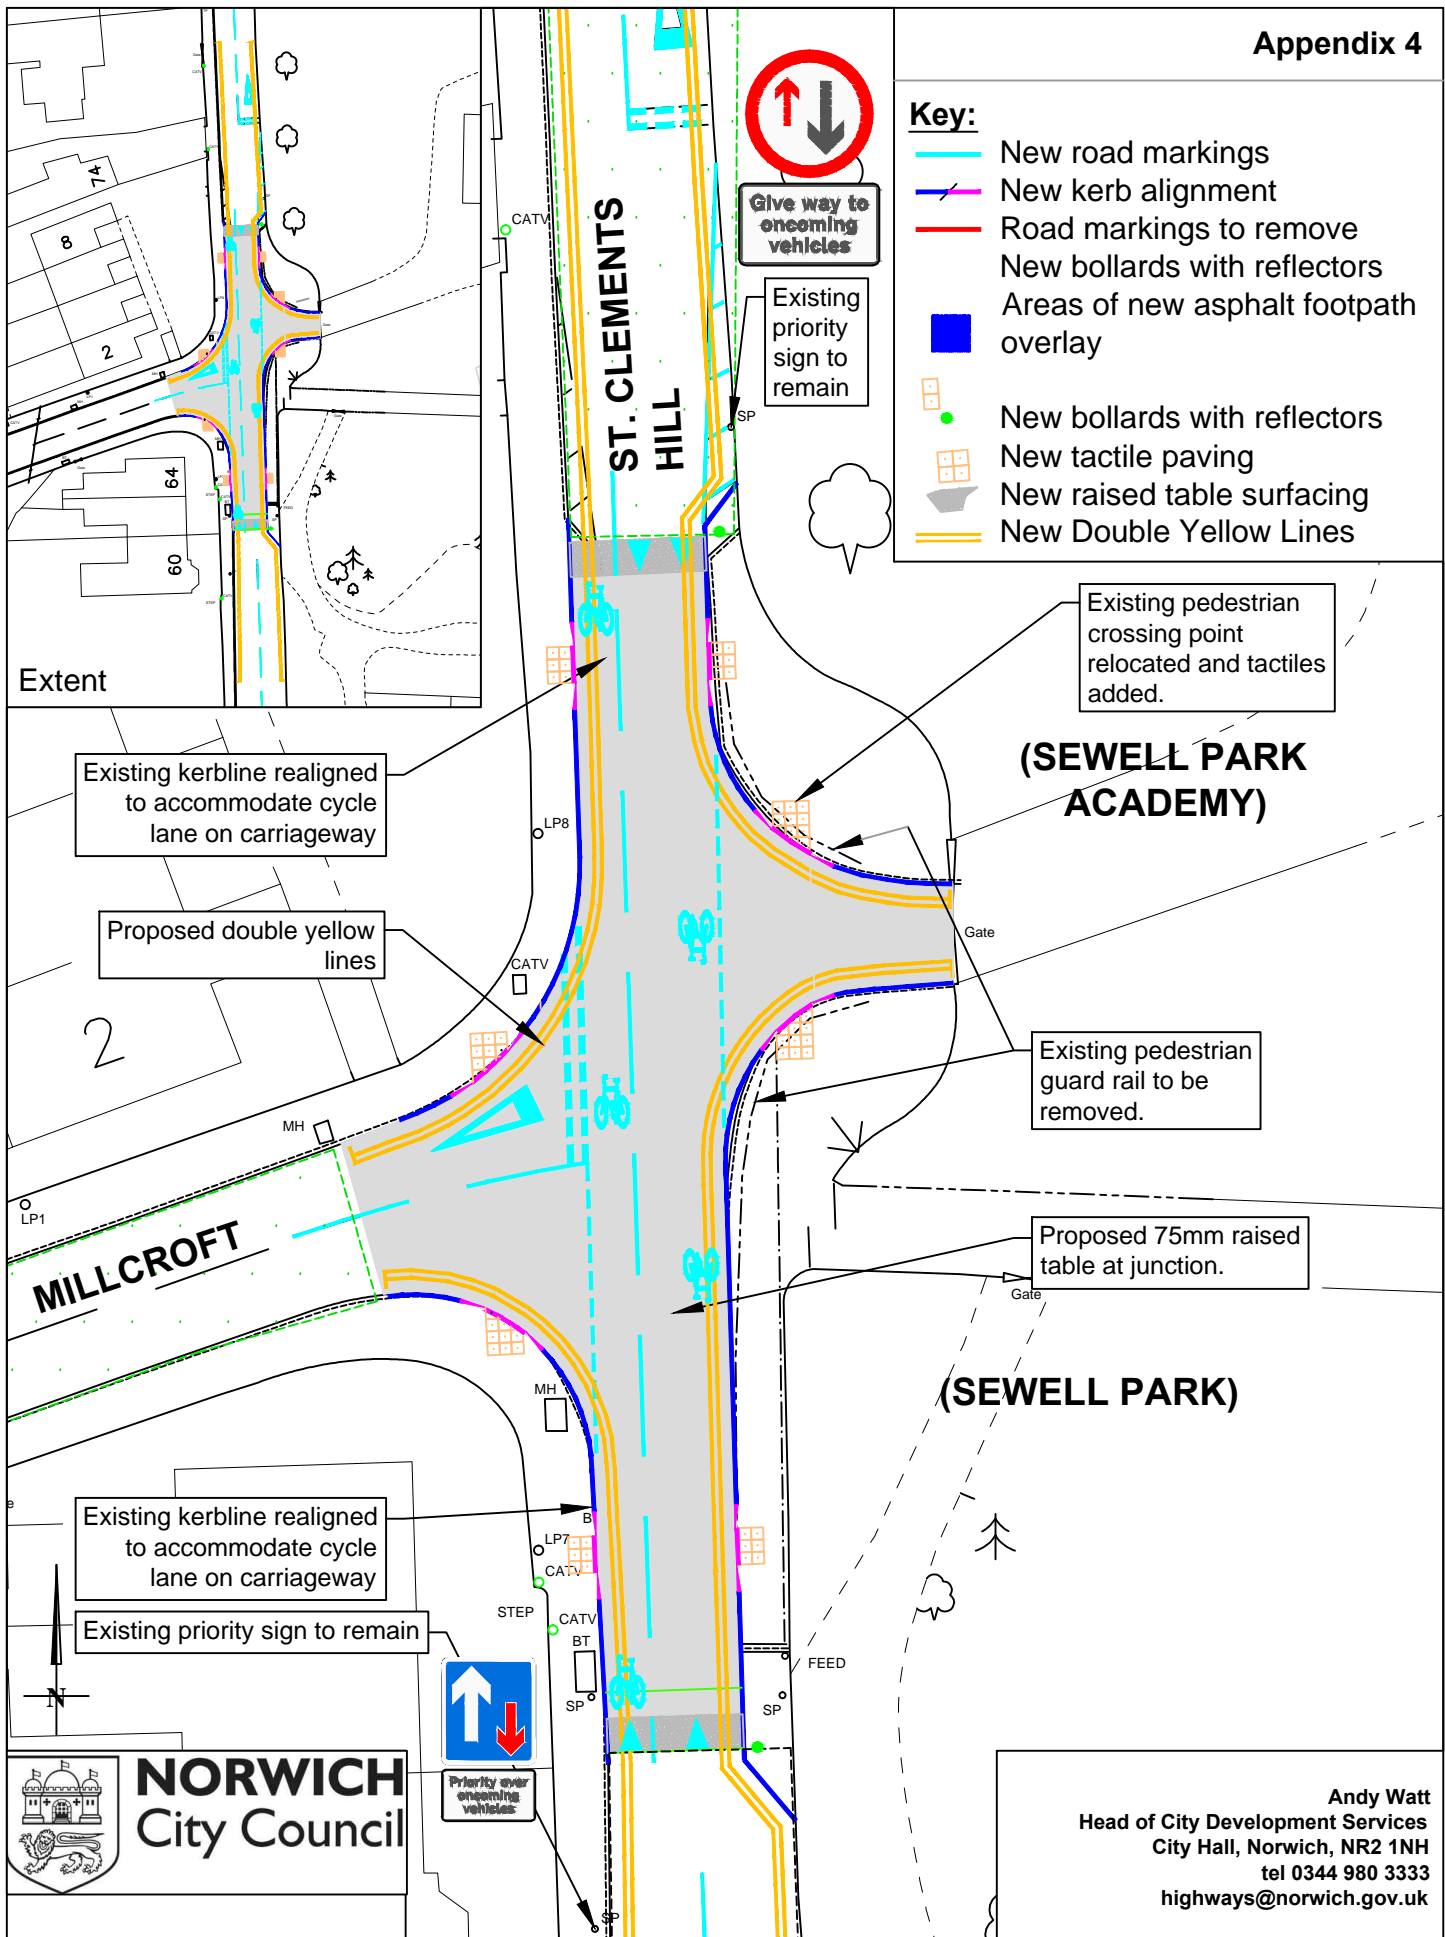 Appendix 4
Key:
New road markings
New kerb alignment
Road markings to remove
New bollards with reflectors
Areas of new asphalt footpath
overlay
New bollards with reflectors
New tactile paving
New raised table surfacing
New Double Yellow Lines
74
8
2
64
60
Extent
ST. CLEMENTS
HILL
CATV
Give way to
oncoming
vehicles
Existing
priority
sign to
remain
SP
Existing pedestrian
crossing point
relocated and tactiles
added.
(SEWELL PARK
ACADEMY)
Existing kerbline realigned
to accommodate cycle
lane on carriageway
LP8
Proposed double yellow
lines
CATV
Gate
2
Existing pedestrian
guard rail to be
removed.
MH
LP1
MILLCROFT
Proposed 75mm raised
table at junction.
Gate
(SEWELL PARK)
MH
Existing kerbline realigned
to accommodate cycle
lane on carriageway
B
LP7
CATV
STEP
CATV
BT
Existing priority sign to remain
SP
FEED
SP
N
Priority over
oncoming
vehicles
SP
NORWICH
City Council
Andy Watt
Head of City Development Services
City Hall, Norwich, NR2 1NH
tel 0344 980 3333
highways@norwich.gov.uk